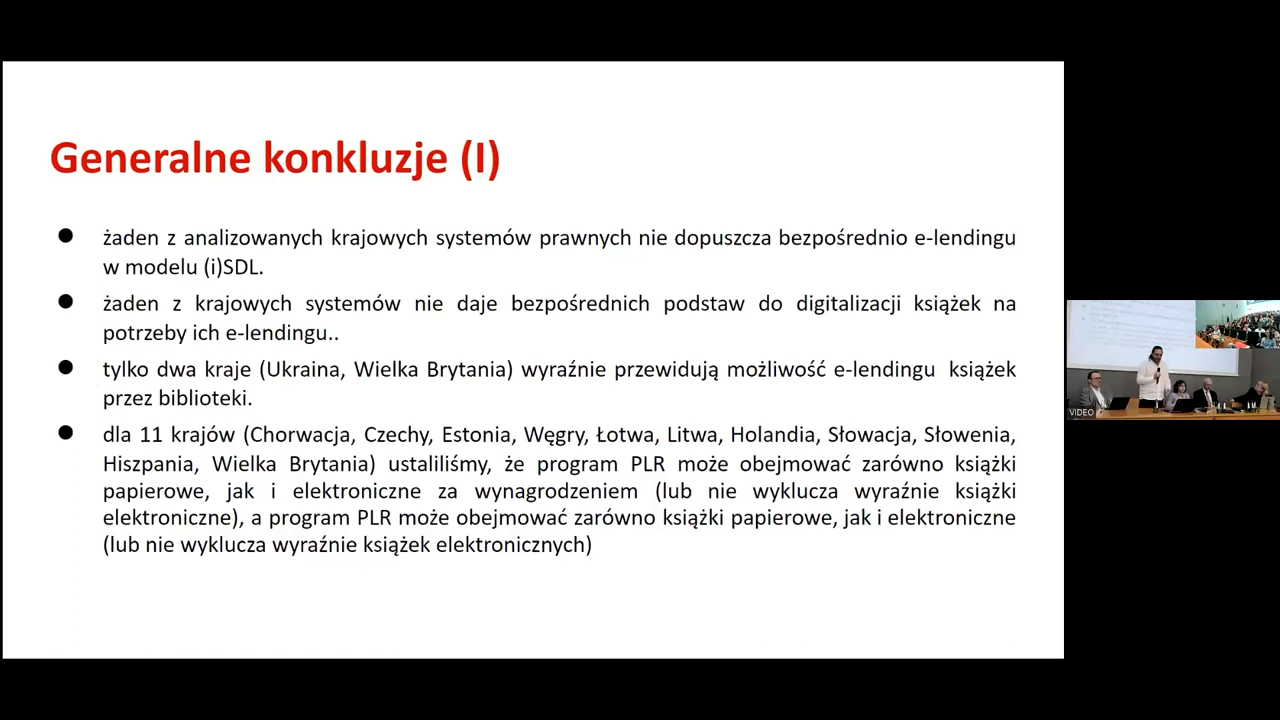 Generalne konkluzje (I)
● żaden z analizowanych krajowych systemów prawnych nie dopuszcza bezpośrednio e-lendingu
w modelu (i)SDL.
● żaden z krajowych systemów nie daje bezpośrednich podstaw do digitalizacji książek na
potrzeby ich e-lendingu..
● tylko dwa kraje (Ukraina, Wielka Brytania) wyraźnie przewidują możliwość e-lendingu książek
przez biblioteki.
● dla 11 krajów (Chorwacja, Czechy, Estonia, Węgry, Łotwa, Litwa, Holandia, Słowacja, Słowenia,
Hiszpania, Wielka Brytania) ustaliliśmy, że program PLR może obejmować zarówno książki
papierowe, jak i elektroniczne za wynagrodzeniem (lub nie wyklucza wyraźnie książki
elektroniczne), a program PLR może obejmować zarówno książki papierowe, jak i elektroniczne
(lub nie wyklucza wyraźnie książek elektronicznych)
VIDEO